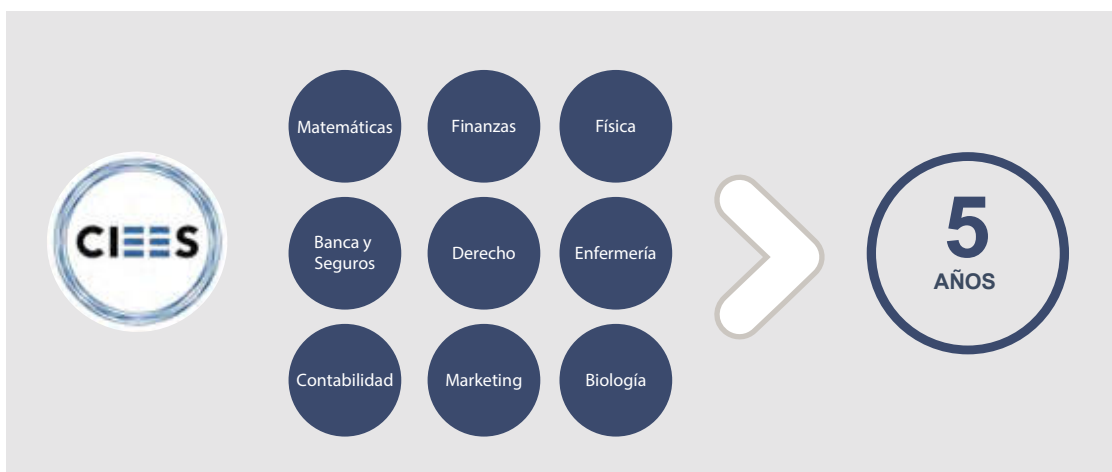 CIEES
Matemáticas
Finanzas
Física
Banca y
Seguros
Derecho
Enfermería
Contabilidad
Marketing
Biología
5
AÑOS